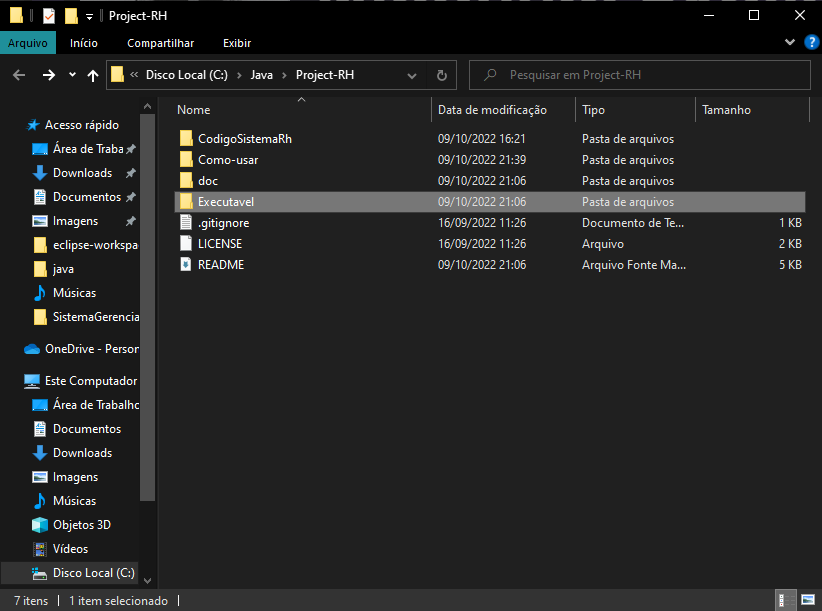 Project-RH
Arquivo Início Compartilhar Exibir
« Disco Local (C:) › Java › Project-RH
Pesquisar em Project-RH
Nome Data de modificação Tipo Tamanho
Acesso rápido
Área de Traba
Downloads
Documentos
Imagens
eclipse-workspa
java
Músicas
SistemaGerencia
OneDrive - Person
Este Computador
Área de Trabalho
Documentos
Downloads
Imagens
Músicas
Objetos 3D
Vídeos
Disco Local (C:)
CodigoSistemaRh 09/10/2022 16:21 Pasta de arquivos
Como-usar 09/10/2022 21:39 Pasta de arquivos
doc 09/10/2022 21:06 Pasta de arquivos
Executavel 09/10/2022 21:06 Pasta de arquivos
.gitignore 16/09/2022 11:26 Documento de Te... 1 KB
LICENSE 16/09/2022 11:26 Arquivo 2 KB
README 09/10/2022 21:06 Arquivo Fonte Ma... 5 KB
7 itens 1 item selecionado